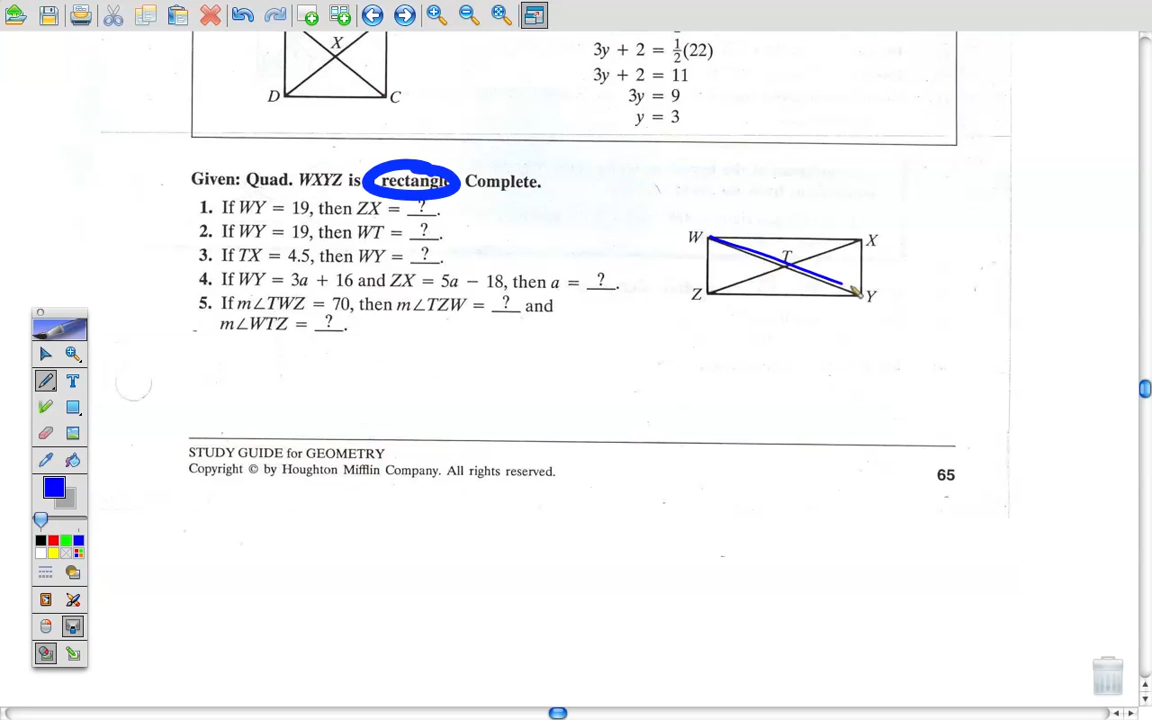 X
D
C
3y + 2 = 1/2(22)
3y + 2 = 11
3y = 9
y = 3
Given: Quad. WXYZ is rectangle Complete.
1. If WY = 19, then ZX = ?.
2. If WY = 19, then WT = ?.
3. If TX = 4.5, then WY = ?.
4. If WY = 3a + 16 and ZX = 5a − 18, then a = ?.
5. If m∠TWZ = 70, then m∠TZW = ? and
m∠WTZ = ?.
W
X
T
Z
Y
STUDY GUIDE for GEOMETRY
Copyright © by Houghton Mifflin Company. All rights reserved.
65